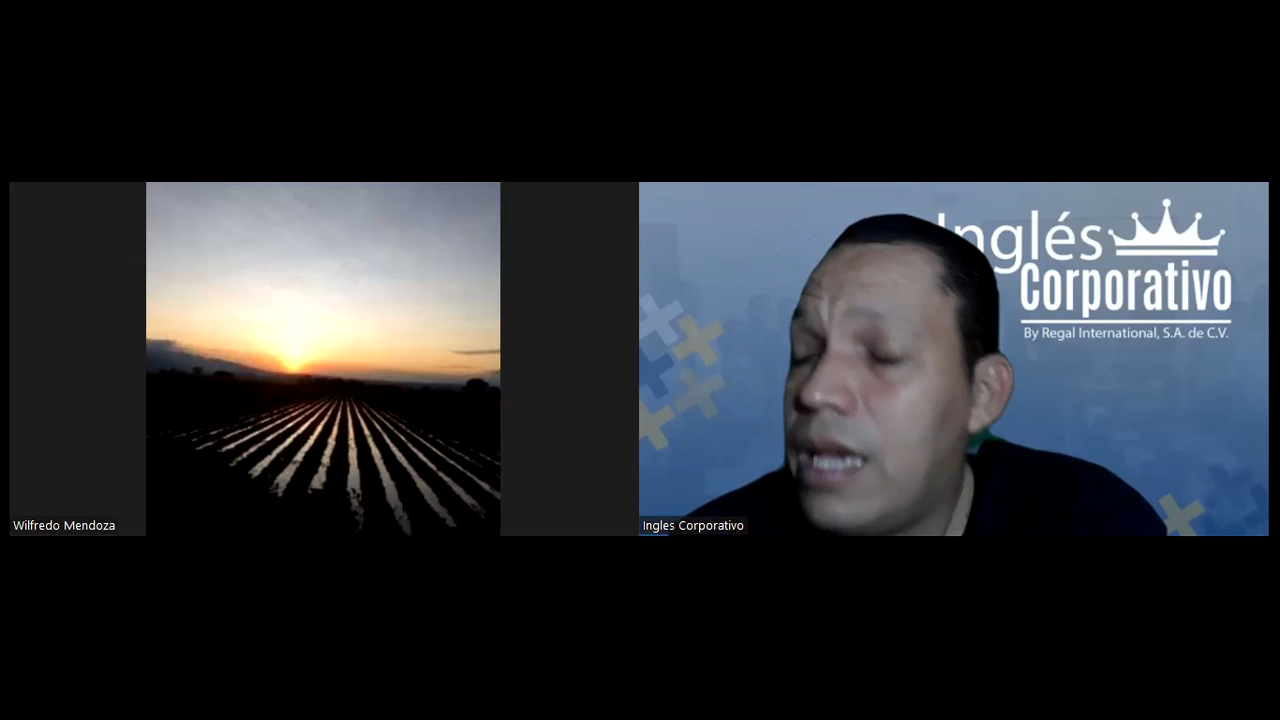 Inglés
Corporativo
By Regal International, S.A. de C.V.
Wilfredo Mendoza
Ingles Corporativo